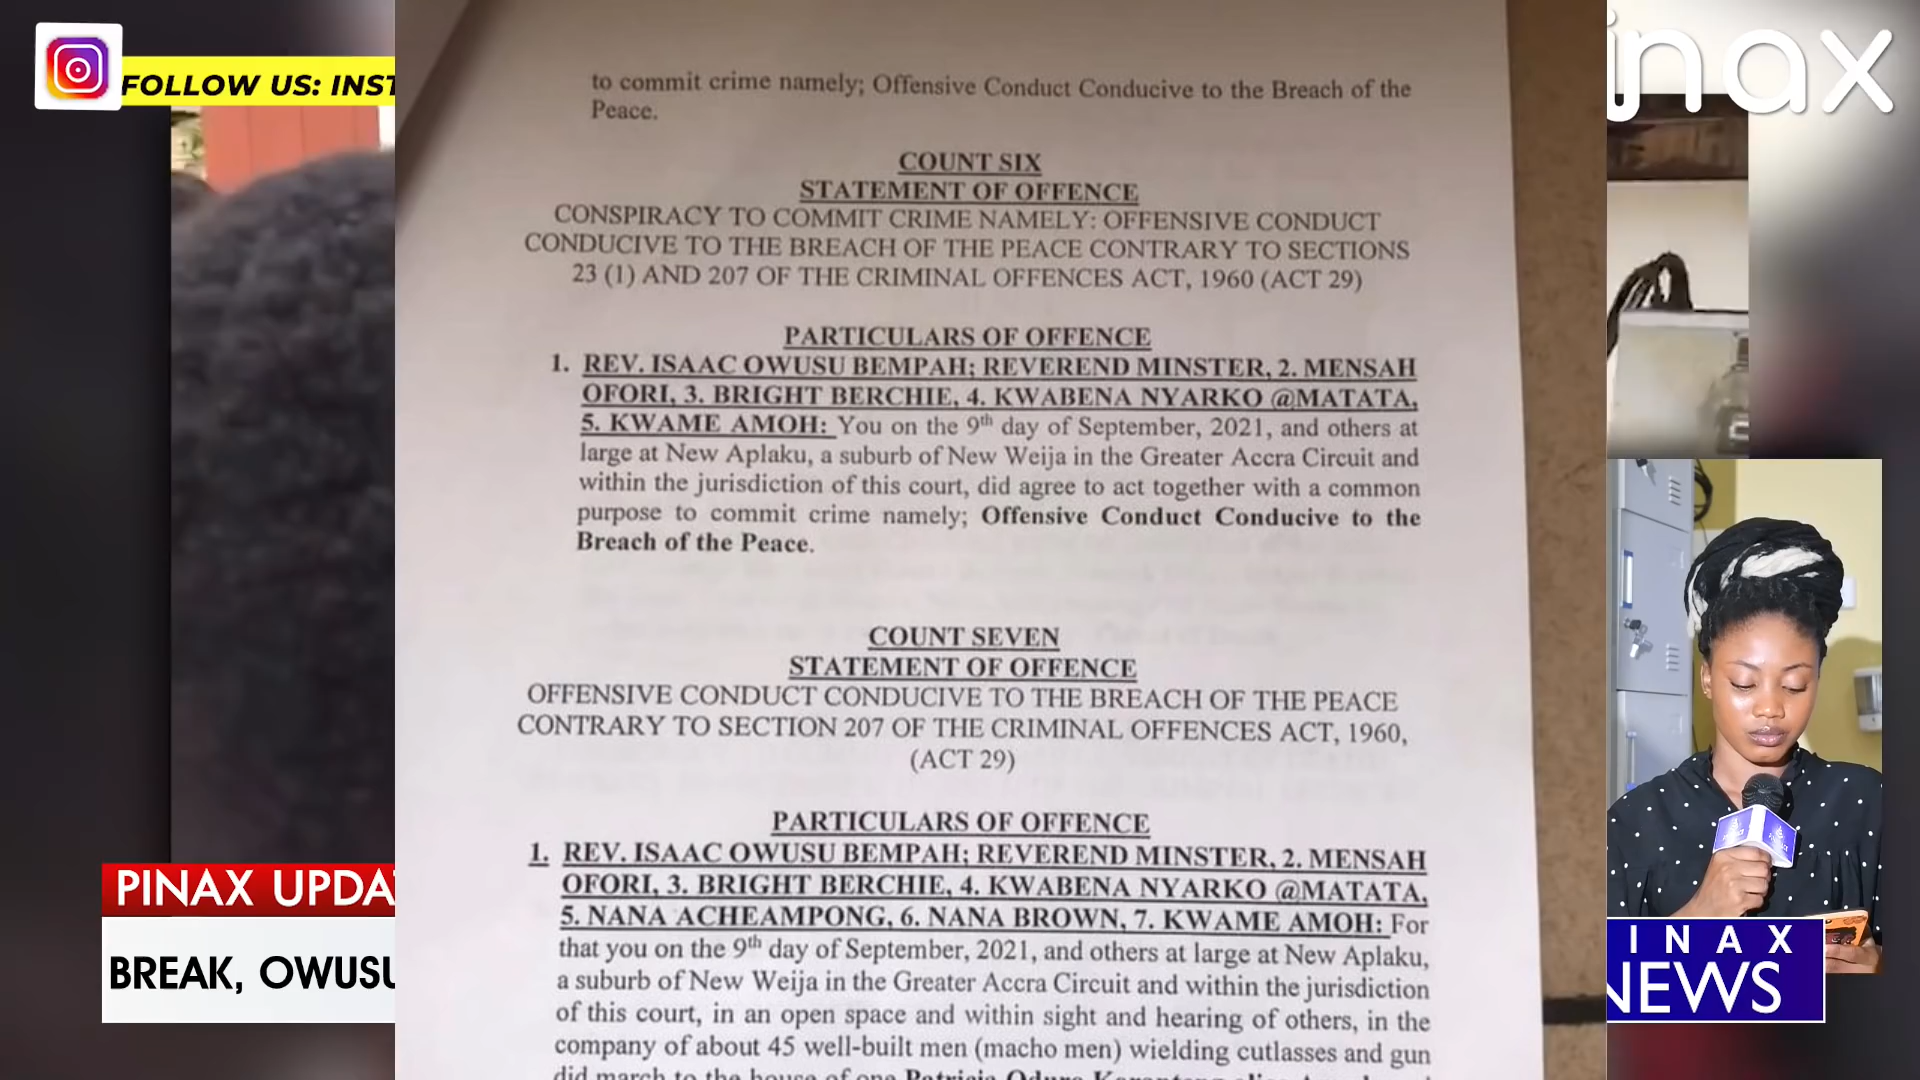 FOLLOW US: INST
inax
to commit crime namely; Offensive Conduct Conducive to the Breach of the
Peace.
COUNT SIX
STATEMENT OF OFFENCE
CONSPIRACY TO COMMIT CRIME NAMELY: OFFENSIVE CONDUCT
CONDUCIVE TO THE BREACH OF THE PEACE CONTRARY TO SECTIONS
23 (1) AND 207 OF THE CRIMINAL OFFENCES ACT, 1960 (ACT 29)
PARTICULARS OF OFFENCE
1. REV. ISAAC OWUSU BEMPAH; REVEREND MINSTER, 2. MENSAH
OFORI, 3. BRIGHT BERCHIE, 4. KWABENA NYARKO @MATATA,
5. KWAME AMOH: You on the 9th day of September, 2021, and others at
large at New Aplaku, a suburb of New Weija in the Greater Accra Circuit and
within the jurisdiction of this court, did agree to act together with a common
purpose to commit crime namely; Offensive Conduct Conducive to the
Breach of the Peace.
COUNT SEVEN
STATEMENT OF OFFENCE
OFFENSIVE CONDUCT CONDUCIVE TO THE BREACH OF THE PEACE
CONTRARY TO SECTION 207 OF THE CRIMINAL OFFENCES ACT, 1960,
(ACT 29)
PARTICULARS OF OFFENCE
1. REV. ISAAC OWUSU BEMPAH; REVEREND MINSTER, 2. MENSAH
OFORI, 3. BRIGHT BERCHIE, 4. KWABENA NYARKO @MATATA,
5. NANA ACHEAMPONG, 6. NANA BROWN, 7. KWAME AMOH: For
that you on the 9th day of September, 2021, and others at large at New Aplaku,
a suburb of New Weija in the Greater Accra Circuit and within the jurisdiction
of this court, in an open space and within sight and hearing of others, in the
company of about 45 well-built men (macho men) wielding cutlasses and gun
did march to the house of one Patricia Oduro Koranteng
PINAX UPDA
BREAK, OWUSU
INAX
NEWS